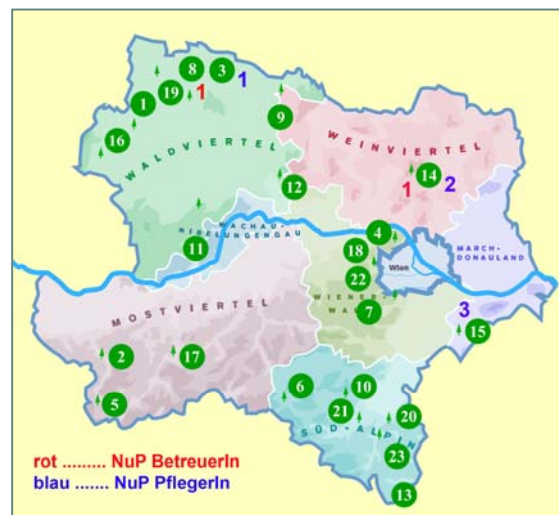 8 3
19 1 1
1
9
16
WALDVIERTEL
WEINVIERTEL
14
1 2
12
WACHAU-
NIBELUNGENGAU
11
4
18
Wien
MARCH-
DONAULAND
22
WIENER-
WA
7
3
15
MOSTVIERTEL
2
17
5
6
10
21
20
SÜD-ALPIN
23
13
rot ......... NuP BetreuerIn
blau ....... NuP PflegerIn